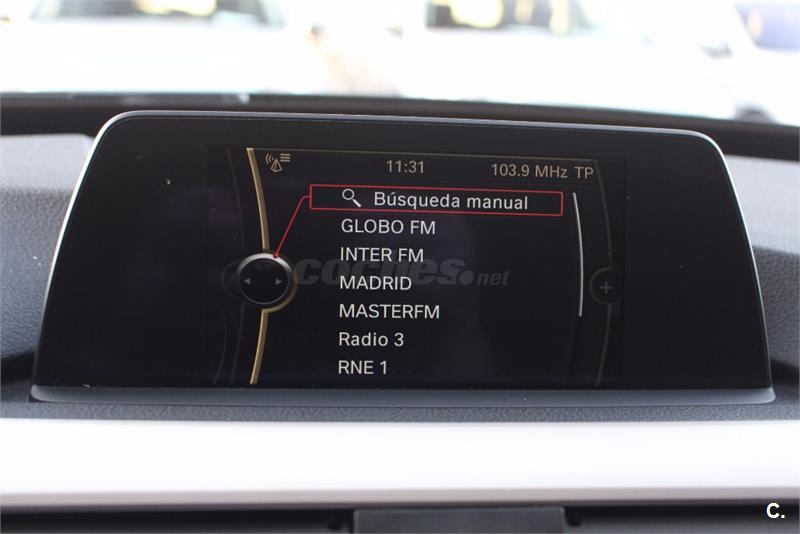 11:31 103.9 MHz TP
Búsqueda manual
GLOBO FM
INTER FM
coches.net
MADRID
MASTERFM
Radio 3
RNE 1
C.